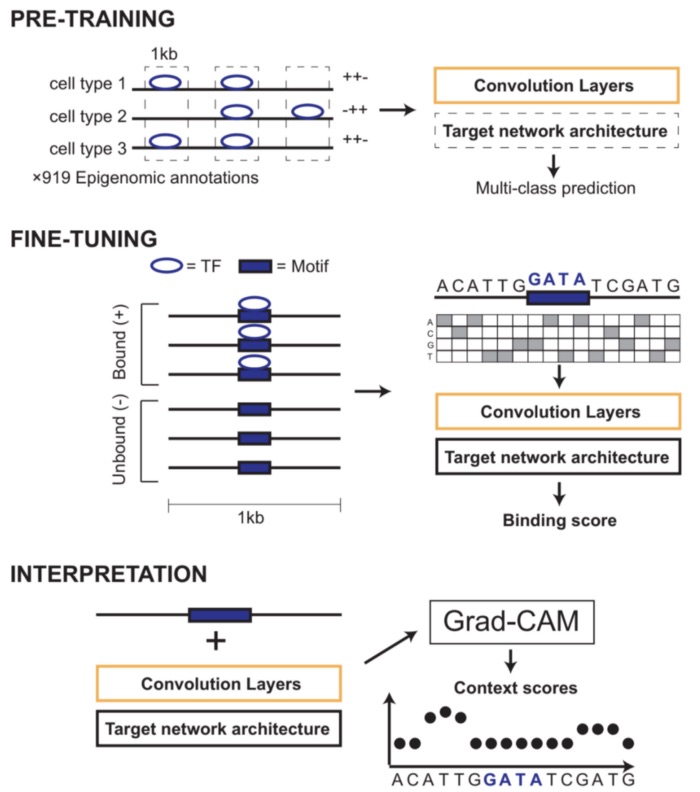 PRE-TRAINING
1kb
cell type 1
++-
cell type 2
-++
cell type 3
++-
×919 Epigenomic annotations
Convolution Layers
Target network architecture
Multi-class prediction
FINE-TUNING
= TF
= Motif
Bound (+)
Unbound (-)
1kb
ACATTGGATATCGATG
A
C
G
T
Convolution Layers
Target network architecture
Binding score
INTERPRETATION
+
Convolution Layers
Target network architecture
Grad-CAM
Context scores
ACATTGGATATCGATG